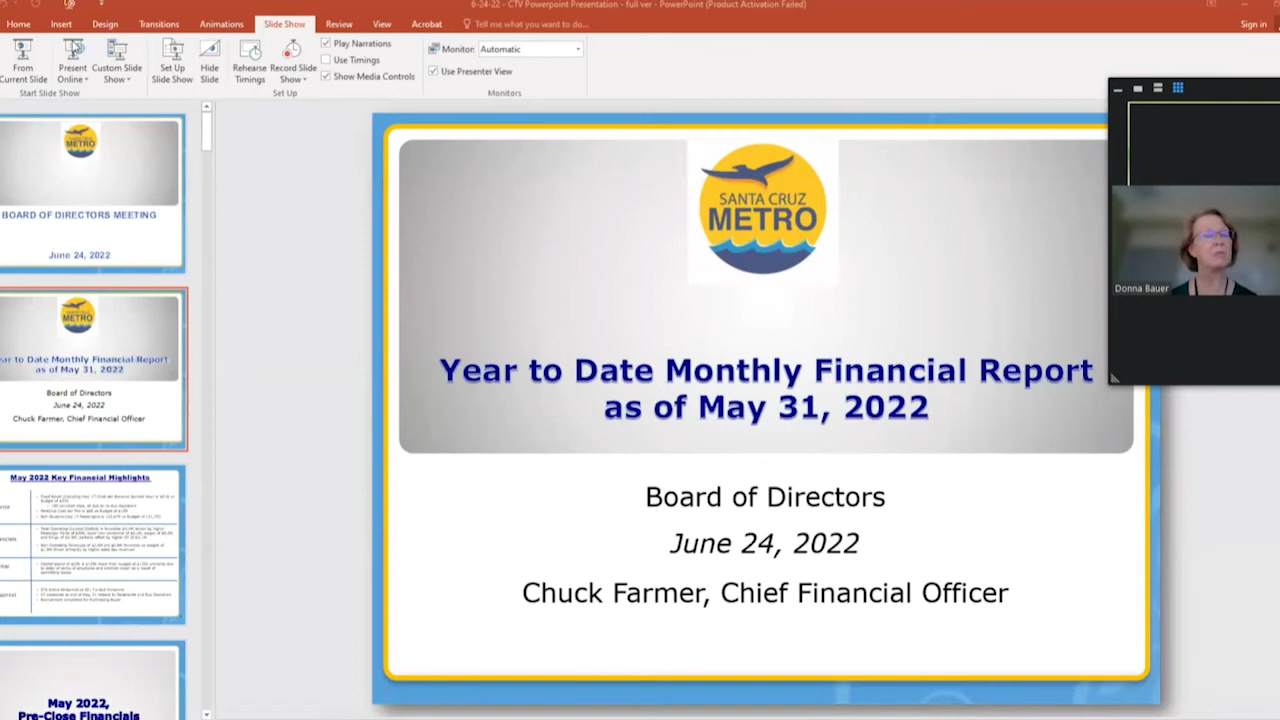 6-24-22 - CTV Powerpoint Presentation - full ver - PowerPoint (Product Activation Failed)
Home Insert Design Transitions Animations Slide Show Review View Acrobat Tell me what you want to do... Sign in
From Current Slide
Present Online
Custom Slide Show
Set Up Slide Show
Hide Slide
Rehearse Timings
Record Slide Show
Play Narrations
Use Timings
Show Media Controls
Monitor: Automatic
Use Presenter View
Start Slide Show
Set Up
Monitors
METRO
BOARD OF DIRECTORS MEETING
June 24, 2022
METRO
Year to Date Monthly Financial Report
as of May 31, 2022
Board of Directors
June 24, 2022
Chuck Farmer, Chief Financial Officer
May 2022 Key Financial Highlights
May 2022,
Pre-Close Financials
SANTA CRUZ
METRO
Year to Date Monthly Financial Report
as of May 31, 2022
Board of Directors
June 24, 2022
Chuck Farmer, Chief Financial Officer
Donna Bauer